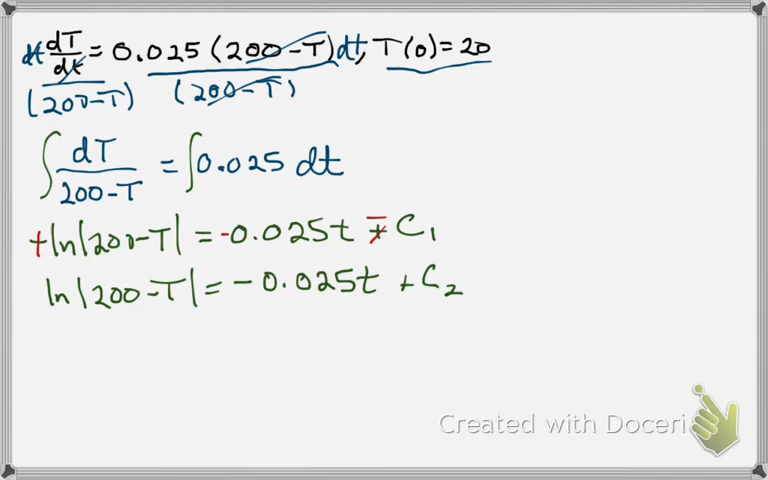 dt dT/dt = 0.025 (200-T) dt, T(0) = 20
(200-T) (200-T)
∫ dT/(200-T) = ∫ 0.025 dt
+ln|200-T| = -0.025t ∓ C₁
ln|200-T| = -0.025t + C₂
Created with Doceri